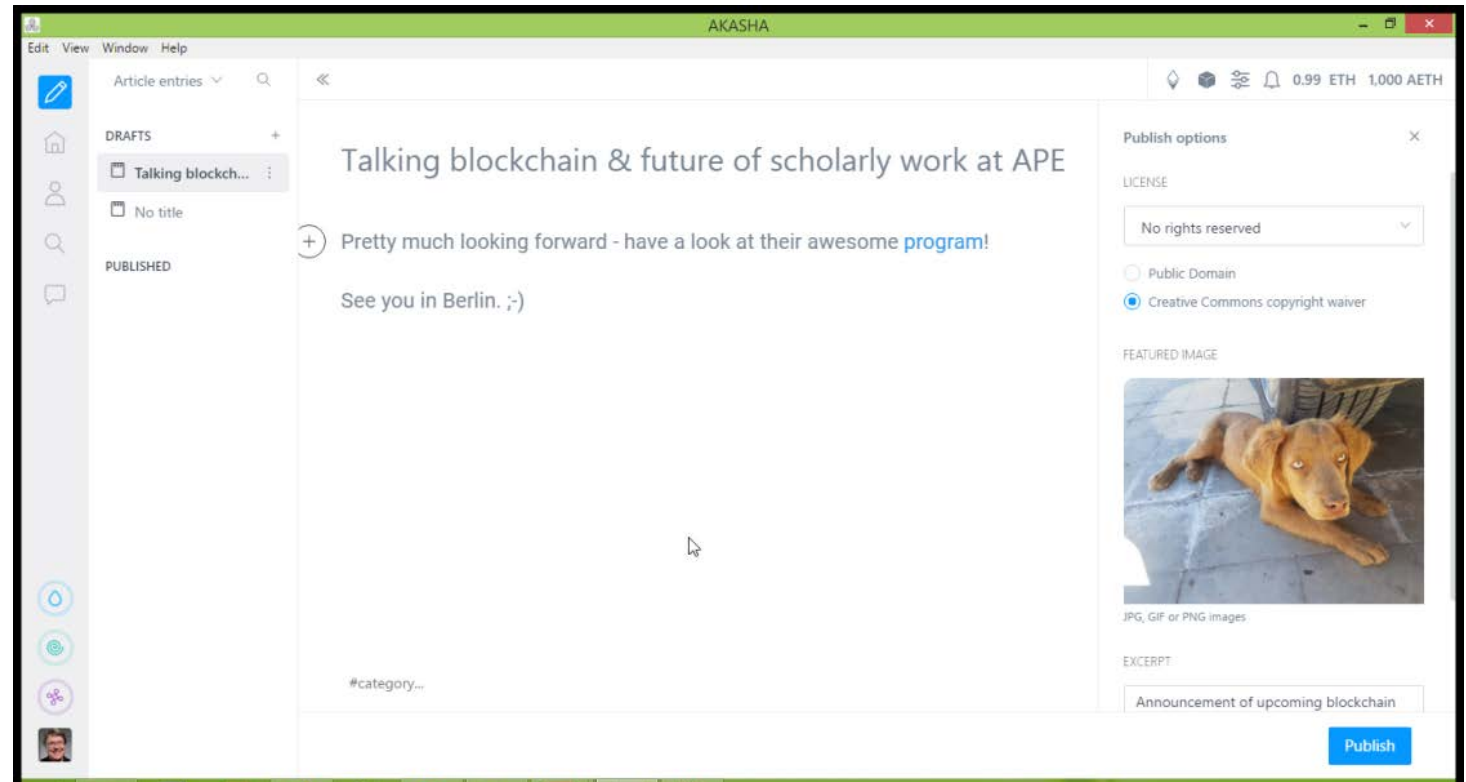 AKASHA
Edit View Window Help
Article entries
0.99 ETH 1,000 AETH
DRAFTS
Talking blockch...
No title
PUBLISHED
Talking blockchain & future of scholarly work at APE
Pretty much looking forward - have a look at their awesome program!
See you in Berlin. ;-)
#category...
Publish options
LICENSE
No rights reserved
Public Domain
Creative Commons copyright waiver
FEATURED IMAGE
JPG, GIF or PNG images
EXCERPT
Announcement of upcoming blockchain
Publish